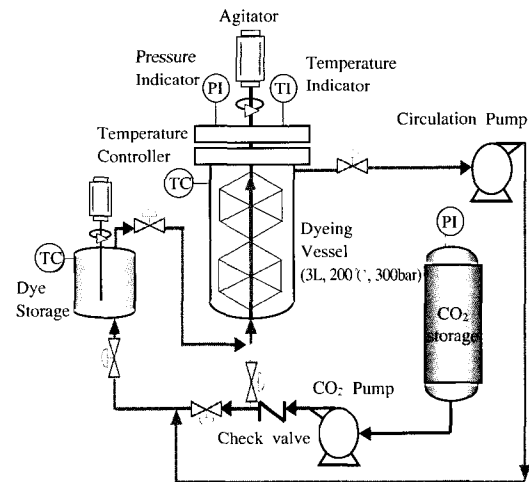 Agitator
Pressure
Indicator
Temperature
Indicator
PI
TI
Circulation Pump
Temperature
Controller
TC
PI
Dyeing
Vessel
(3L, 200℃, 300bar)
TC
Dye
Storage
CO₂
storage
CO₂ Pump
Check valve